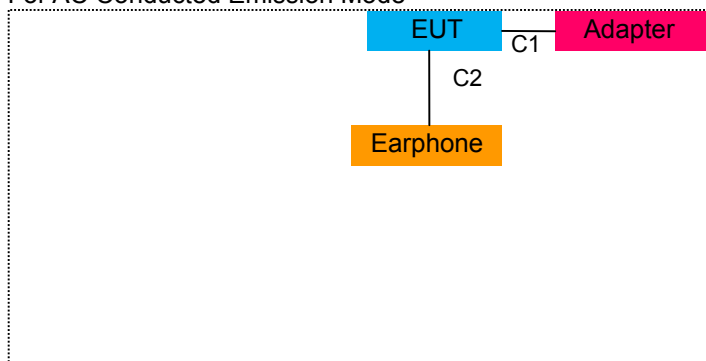 For AC Conducted Emission Mode
EUT
C1
Adapter
C2
Earphone